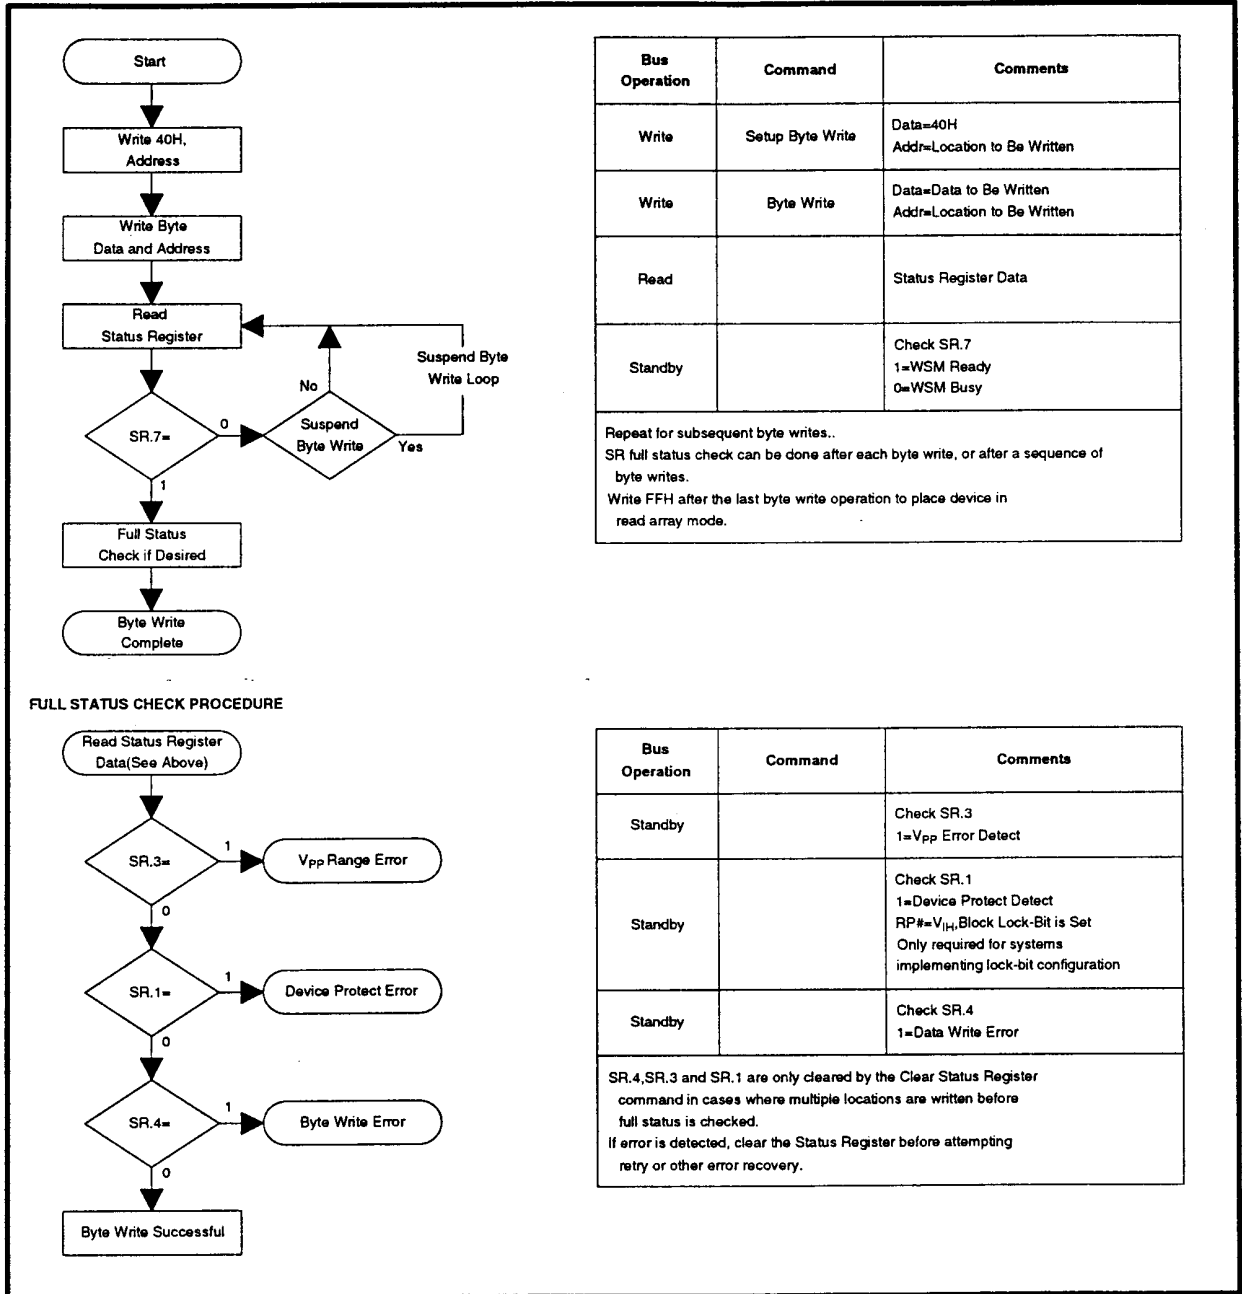 Start
Write 40H,
Address
Write Byte
Data and Address
Read
Status Register
Suspend Byte
Write Loop
No
SR.7=
0
Suspend
Byte Write
Yes
1
Full Status
Check if Desired
Byte Write
Complete
Bus
Operation
Command
Comments
Write
Setup Byte Write
Data=40H
Addr=Location to Be Written
Write
Byte Write
Data=Data to Be Written
Addr=Location to Be Written
Read
Status Register Data
Standby
Check SR.7
1=WSM Ready
0=WSM Busy
Repeat for subsequent byte writes..
SR full status check can be done after each byte write, or after a sequence of
byte writes.
Write FFH after the last byte write operation to place device in
read array mode.
FULL STATUS CHECK PROCEDURE
Read Status Register
Data(See Above)
SR.3=
1
VPP Range Error
0
SR.1=
1
Device Protect Error
0
SR.4=
1
Byte Write Error
0
Byte Write Successful
Bus
Operation
Command
Comments
Standby
Check SR.3
1=VPP Error Detect
Standby
Check SR.1
1=Device Protect Detect
RP#=VIH,Block Lock-Bit is Set
Only required for systems
implementing lock-bit configuration
Standby
Check SR.4
1=Data Write Error
SR.4,SR.3 and SR.1 are only cleared by the Clear Status Register
command in cases where multiple locations are written before
full status is checked.
If error is detected, clear the Status Register before attempting
retry or other error recovery.